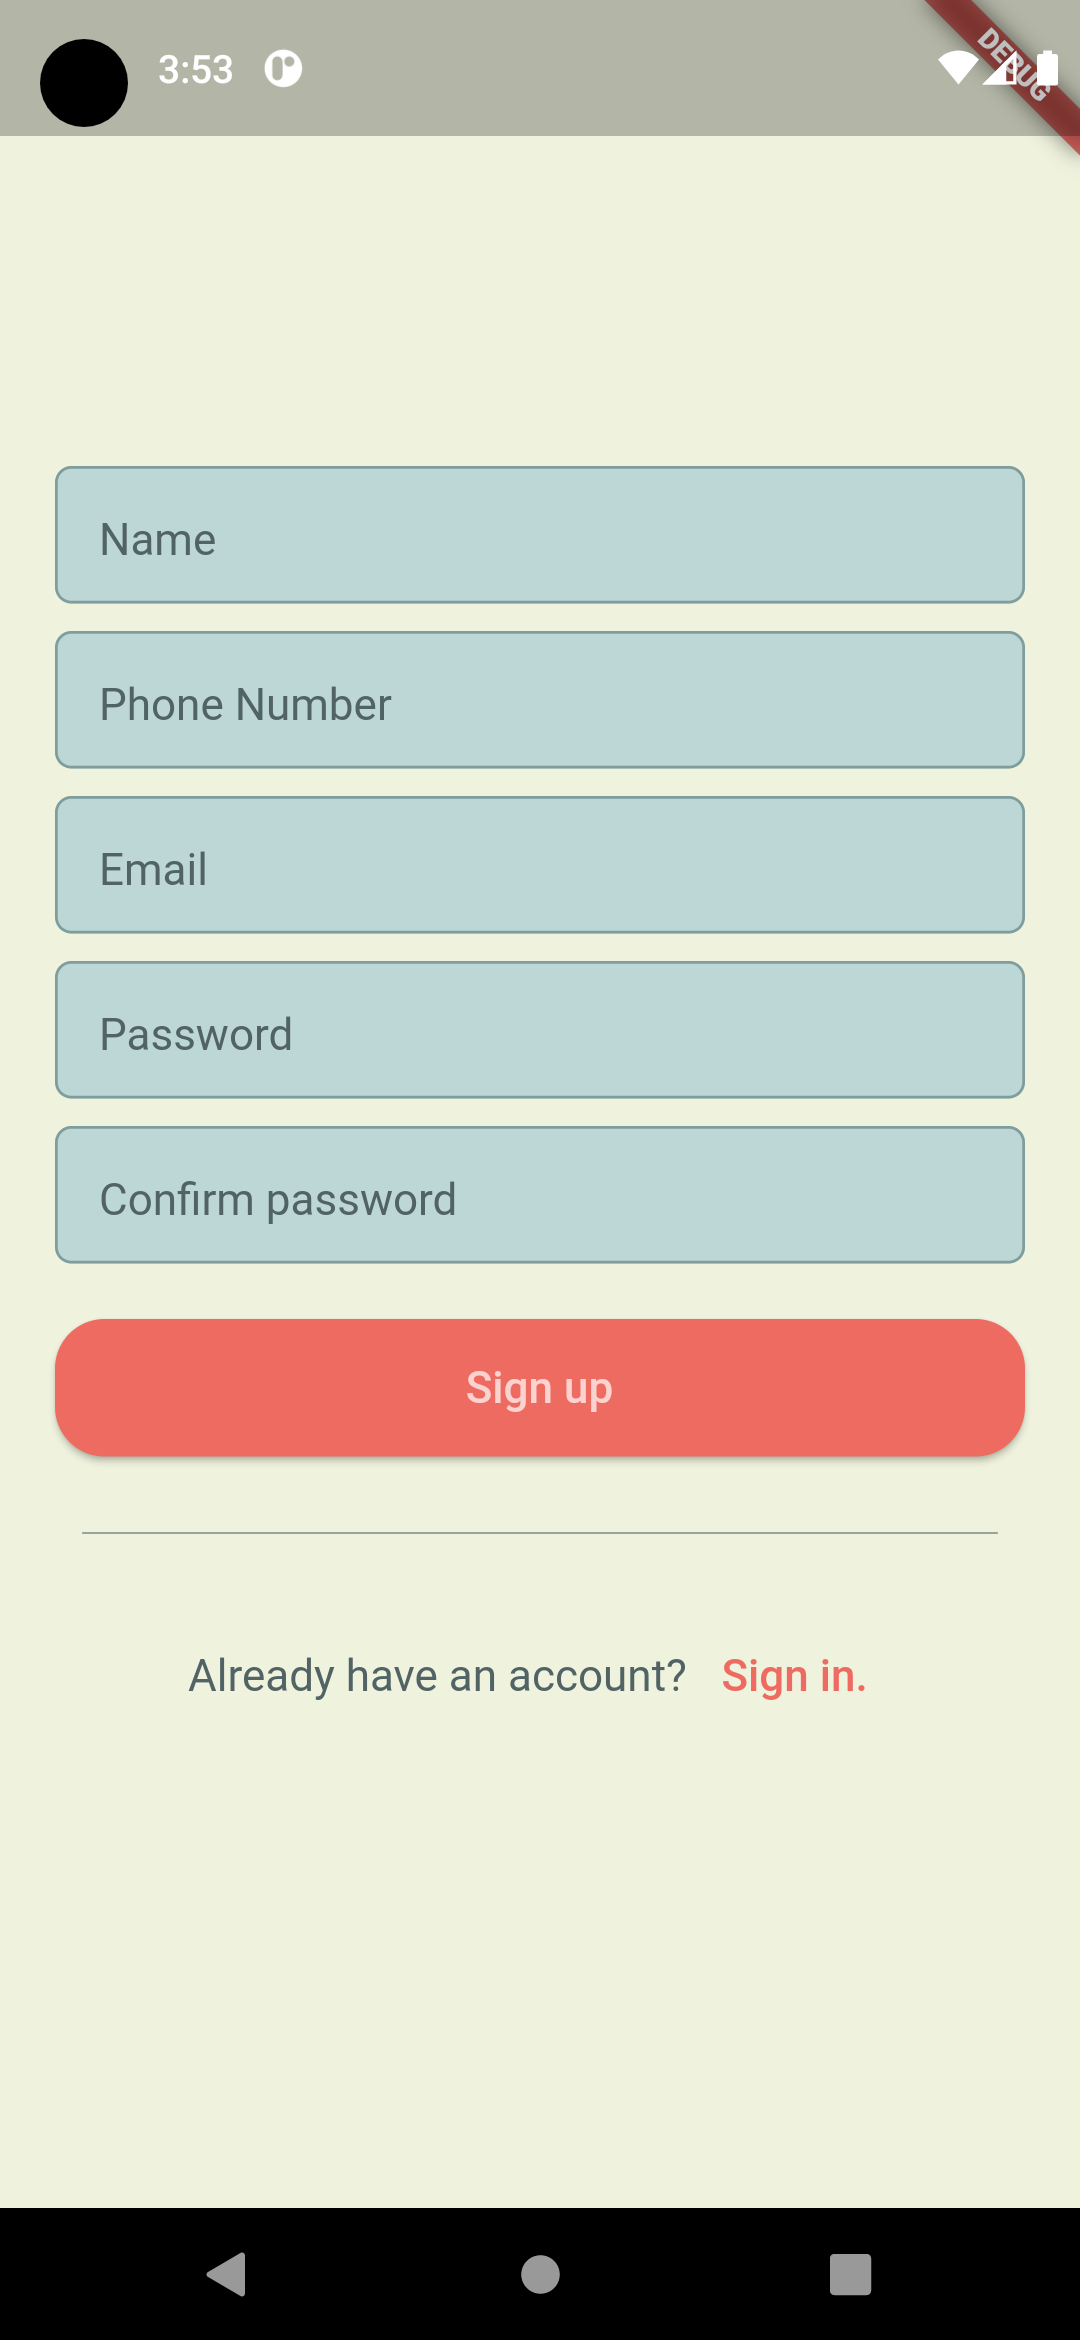 3:53
DEBUG
Name
Phone Number
Email
Password
Confirm password
Sign up
Already have an account? Sign in.